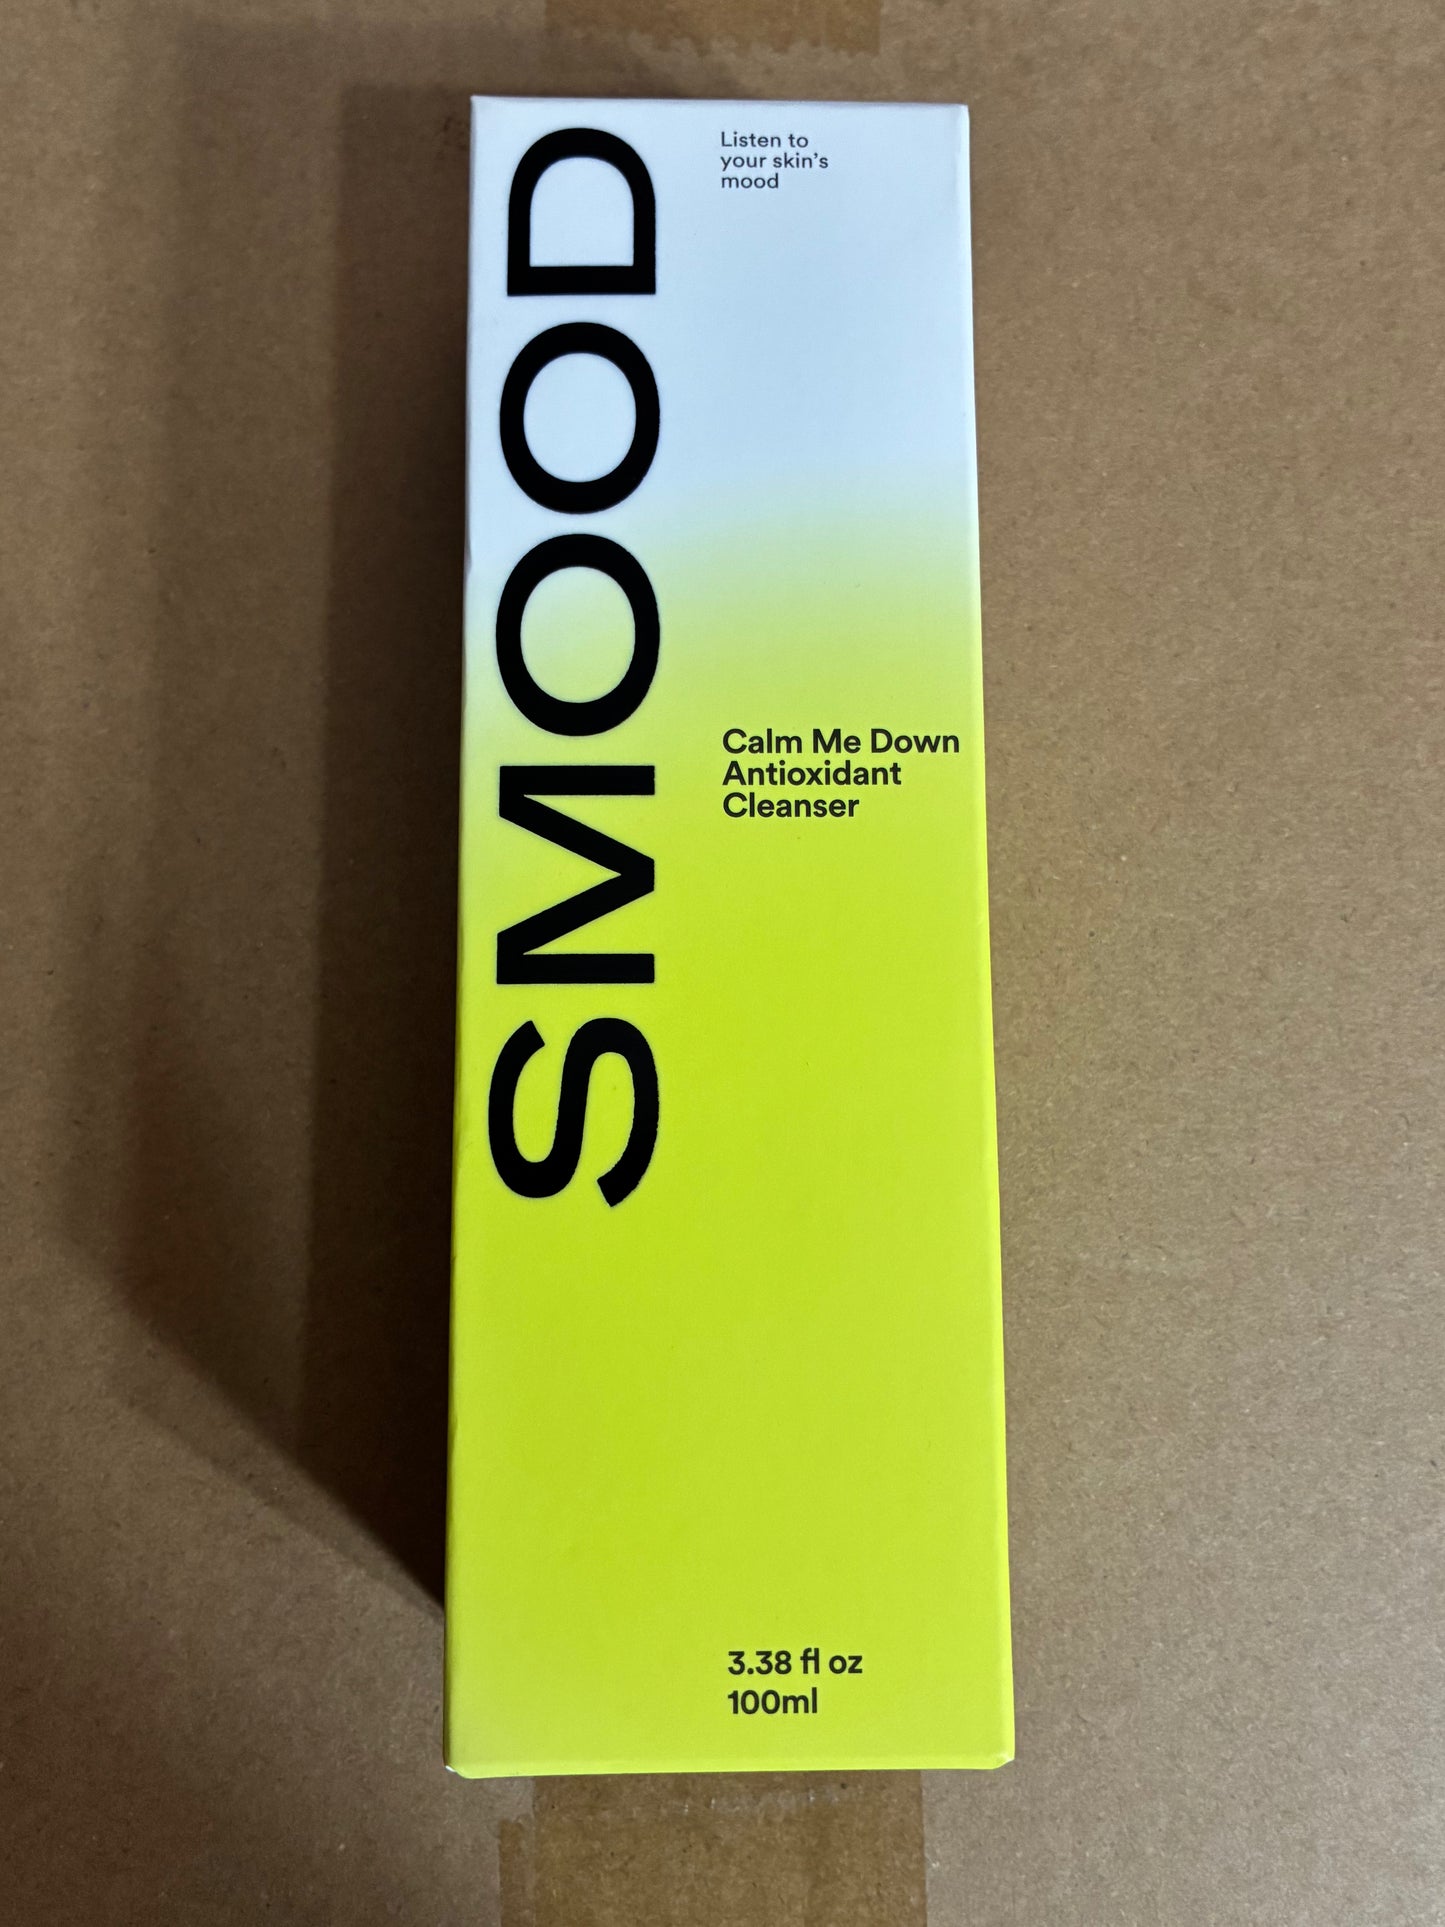 SMOOD
Listen to
your skin's
mood
Calm Me Down
Antioxidant
Cleanser
3.38 fl oz
100ml